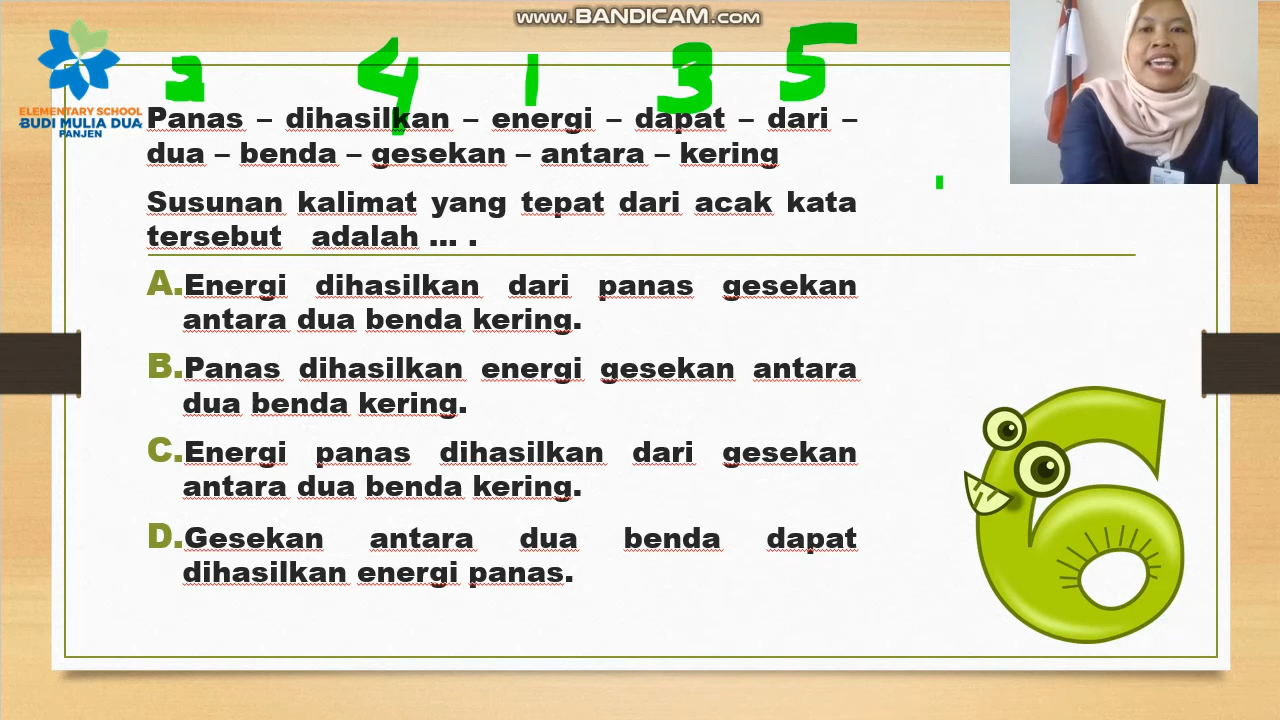 www.BANDICAM.com
2 4 1 3 5
ELEMENTARY SCHOOL
BUDI MULIA DUA
PANJEN
Panas – dihasilkan – energi – dapat – dari –
dua – benda – gesekan – antara – kering
Susunan kalimat yang tepat dari acak kata
tersebut adalah ... .
A.Energi dihasilkan dari panas gesekan
antara dua benda kering.
B.Panas dihasilkan energi gesekan antara
dua benda kering.
C.Energi panas dihasilkan dari gesekan
antara dua benda kering.
D.Gesekan antara dua benda dapat
dihasilkan energi panas.
6